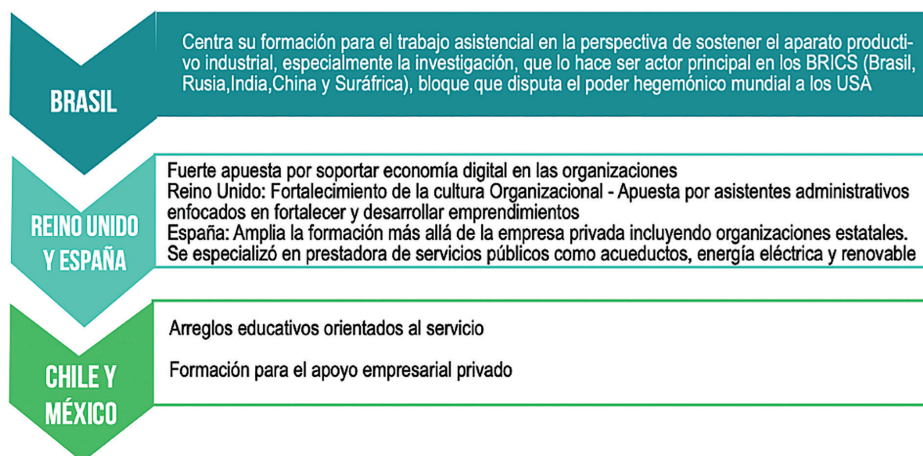 BRASIL
Centra su formación para el trabajo asistencial en la perspectiva de sostener el aparato producti-
vo industrial, especialmente la investigación, que lo hace ser actor principal en los BRICS (Brasil,
Rusia,India,China y Suráfrica), bloque que disputa el poder hegemónico mundial a los USA
REINO UNIDO
Y ESPAÑA
Fuerte apuesta por soportar economía digital en las organizaciones
Reino Unido: Fortalecimiento de la cultura Organizacional - Apuesta por asistentes administrativos
enfocados en fortalecer y desarrollar emprendimientos
España: Amplia la formación más allá de la empresa privada incluyendo organizaciones estatales.
Se especializó en prestadora de servicios públicos como acueductos, energía eléctrica y renovable
CHILE Y
MÉXICO
Arreglos educativos orientados al servicio
Formación para el apoyo empresarial privado